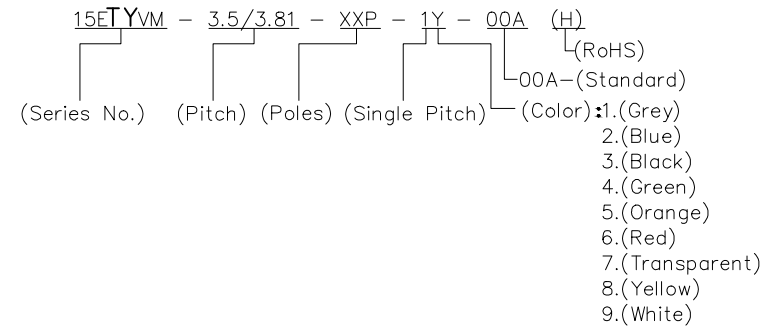 15ETYVM - 3.5/3.81 - XXP - 1Y - 00A (H)
(RoHS)
00A-(Standard)
(Series No.) (Pitch) (Poles) (Single Pitch) (Color):1.(Grey)
2.(Blue)
3.(Black)
4.(Green)
5.(Orange)
6.(Red)
7.(Transparent)
8.(Yellow)
9.(White)